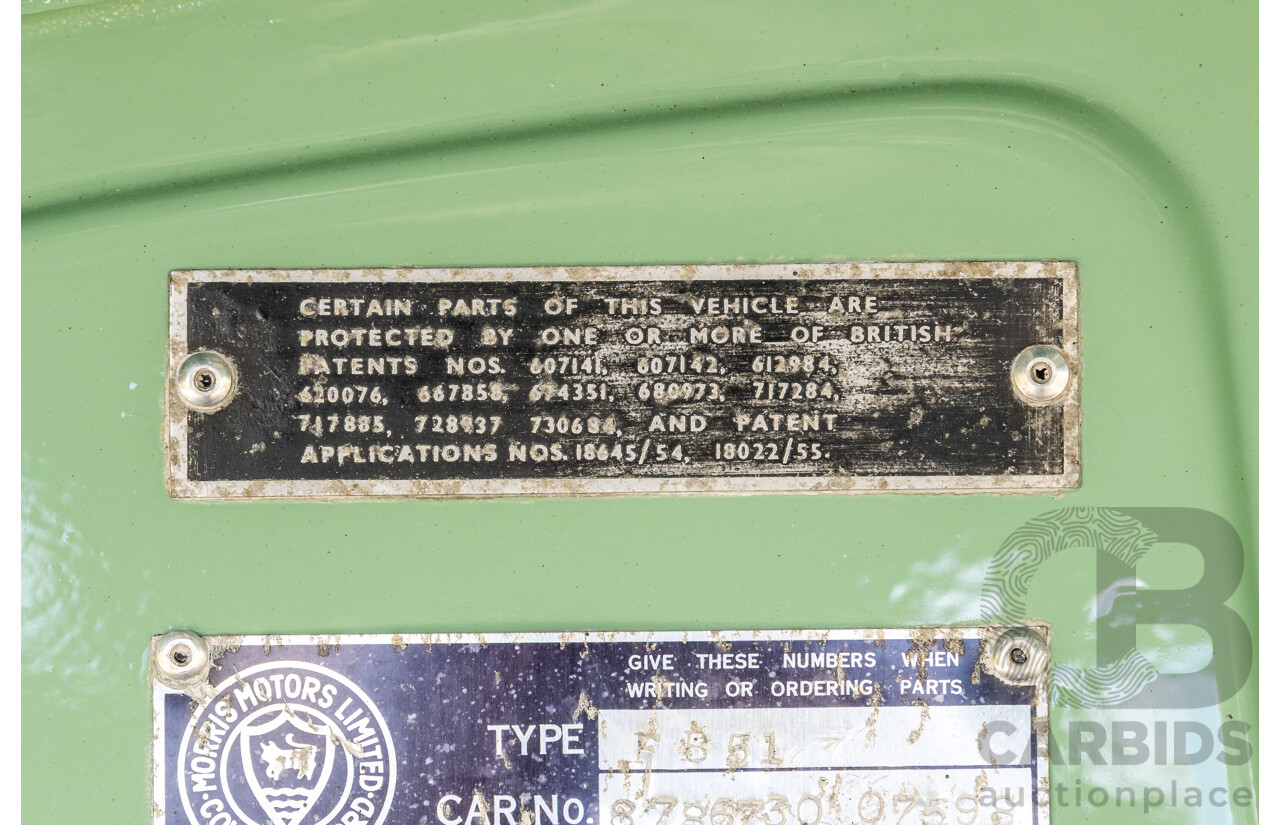 CERTAIN PARTS OF THIS VEHICLE ARE
PROTECTED BY ONE OR MORE OF BRITISH
PATENTS NOS. 607141, 607142, 612984,
620076, 667858, 674351, 680973, 717284,
717885, 728937 730684, AND PATENT
APPLICATIONS NOS. 18645/54, 18022/55.
GIVE THESE NUMBERS WHEN
WRITING OR ORDERING PARTS
MORRIS MOTORS LIMITED
TYPE
CAR No.
CARBIDS
auctionplace